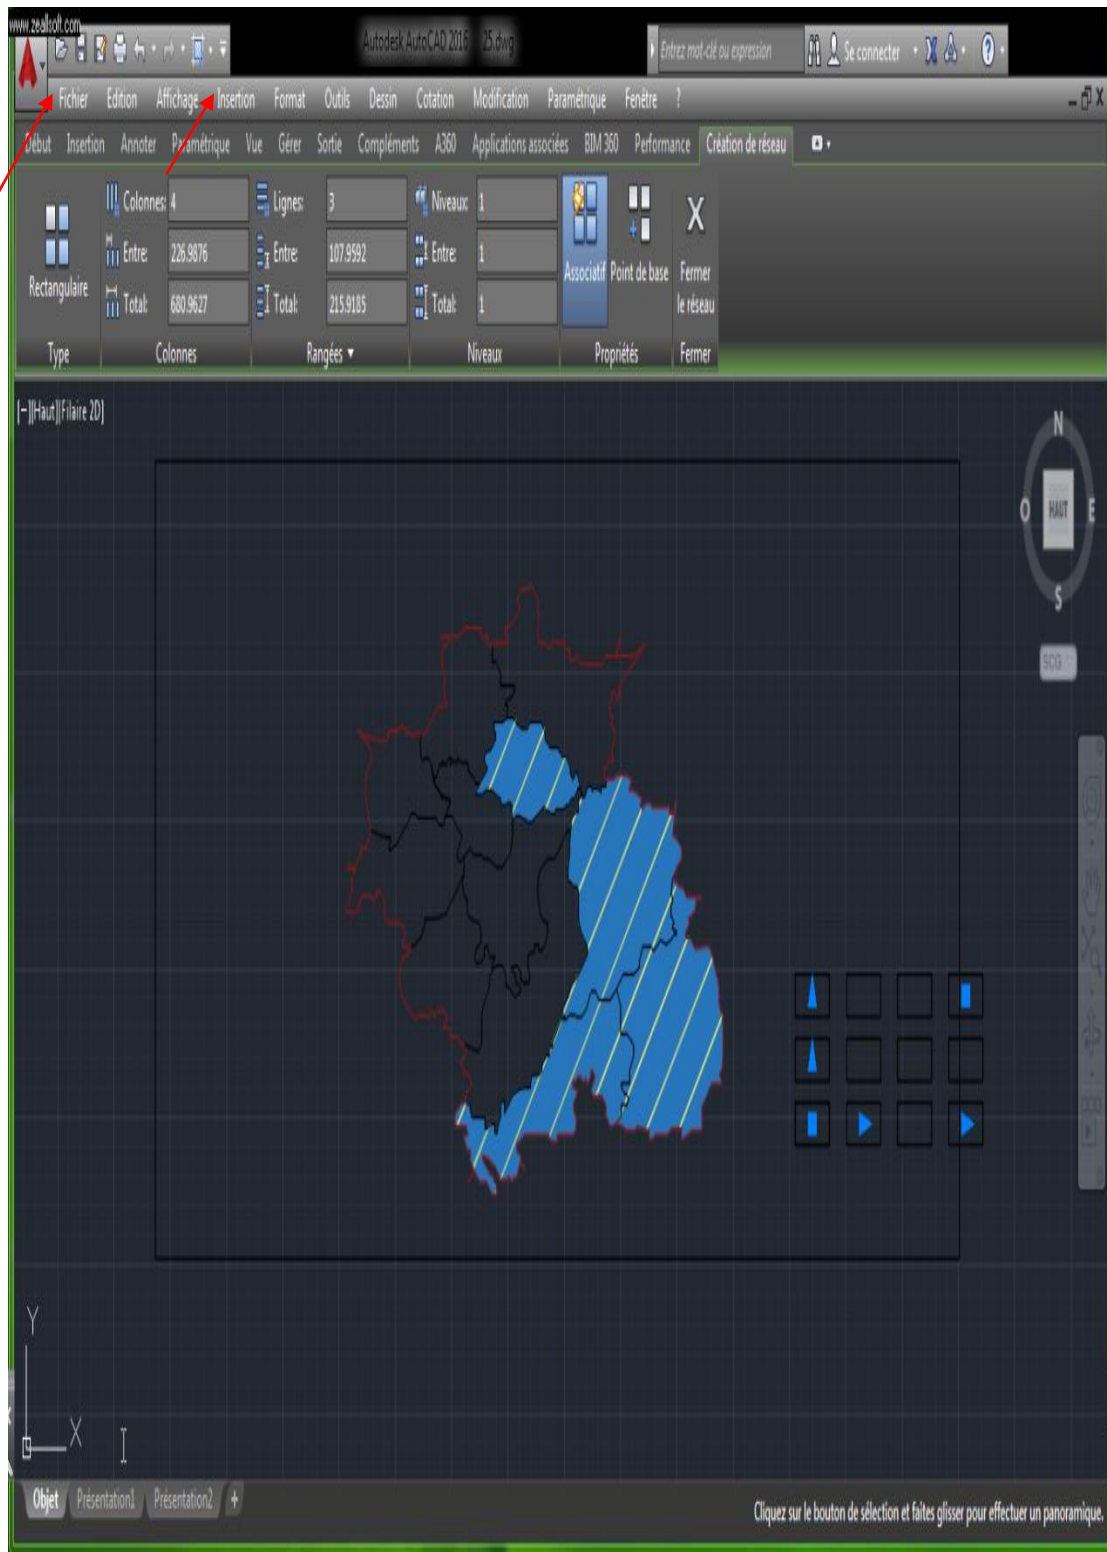 www.zeallsoft.com
Autodesk AutoCAD 2016 25.dwg
Entrez mot-clé ou expression
Se connecter
?
Fichier Edition Affichage Insertion Format Outils Dessin Cotation Modification Paramétrique Fenêtre ?
Début Insertion Annoter Paramétrique Vue Gérer Sortie Compléments A360 Applications associées BIM 360 Performance Création de réseau
Colonnes: 4 Lignes: 3 Niveaux: 1
Entre: 226.9876 Entre: 107.9592 Entre: 1
Total: 680.9627 Total: 215.9185 Total: 1
Rectangulaire
Associatif Point de base Fermer
le réseau
Type Colonnes Rangées Niveaux Propriétés Fermer
[–][Haut][Filaire 2D]
N
O HAUT E
S
SCG
Y
X
Objet Présentation1 Présentation2 +
Cliquez sur le bouton de sélection et faites glisser pour effectuer un panoramique.